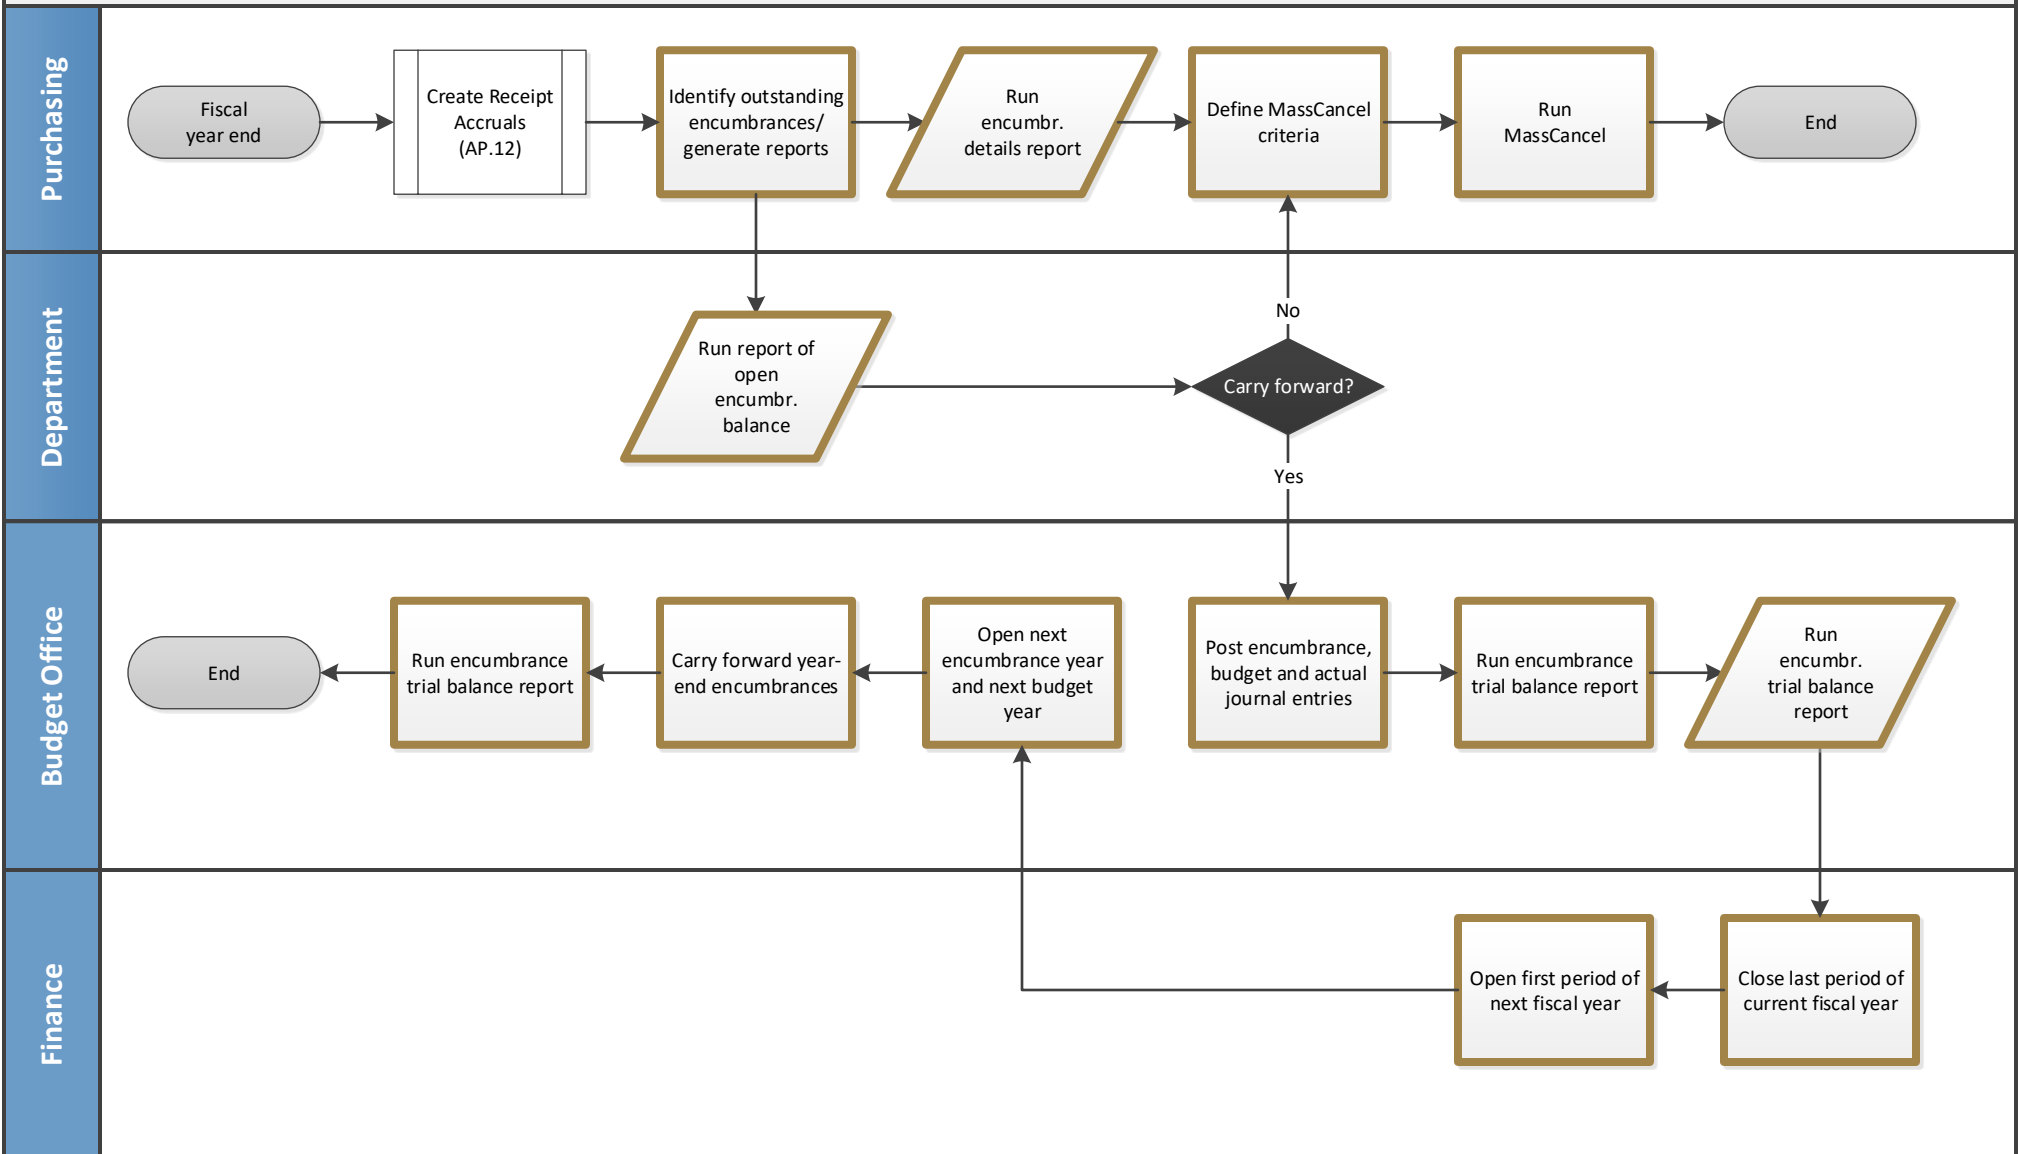 Purchasing
Fiscal
year end
Create Receipt
Accruals
(AP.12)
Identify outstanding
encumbrances/
generate reports
Run
encumbr.
details report
Define MassCancel
criteria
Run
MassCancel
End
Department
Run report of
open
encumbr.
balance
No
Carry forward?
Yes
Budget Office
End
Run encumbrance
trial balance report
Carry forward year-
end encumbrances
Open next
encumbrance year
and next budget
year
Post encumbrance,
budget and actual
journal entries
Run encumbrance
trial balance report
Run
encumbr.
trial balance
report
Finance
Open first period of
next fiscal year
Close last period of
current fiscal year